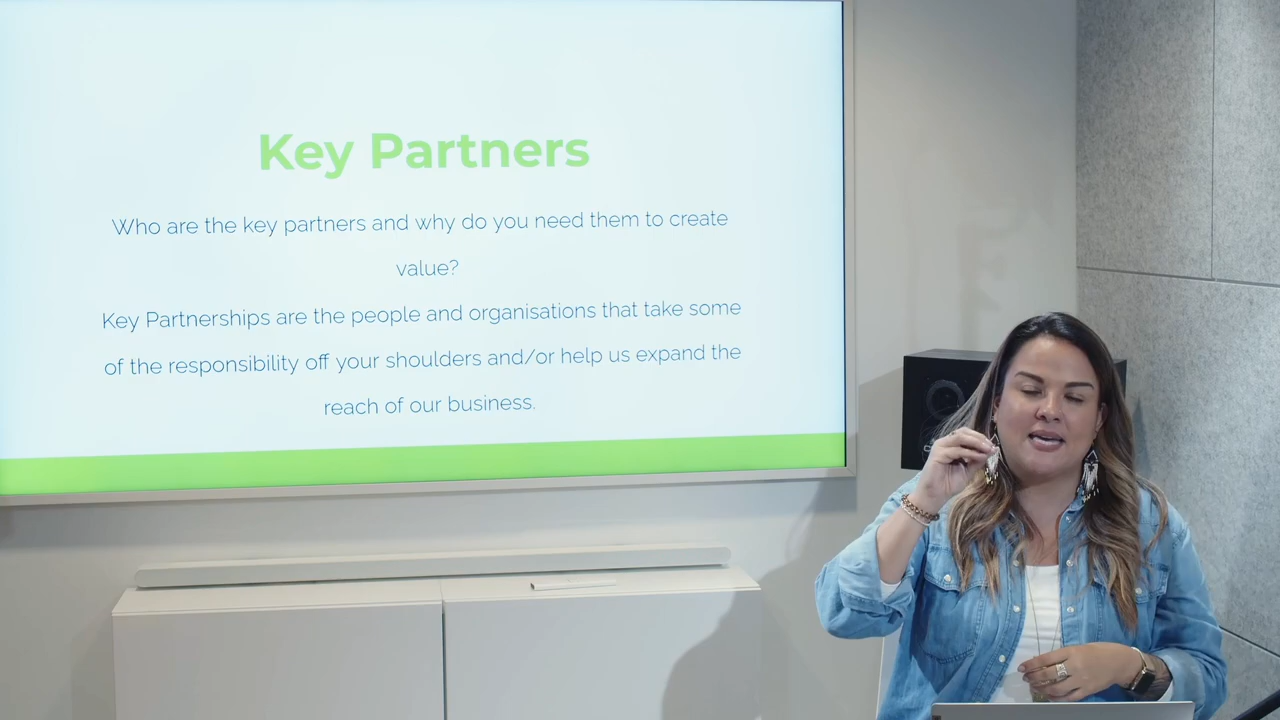 Key Partners
Who are the key partners and why do you need them to create
value?
Key Partnerships are the people and organisations that take some
of the responsibility off your shoulders and/or help us expand the
reach of our business.